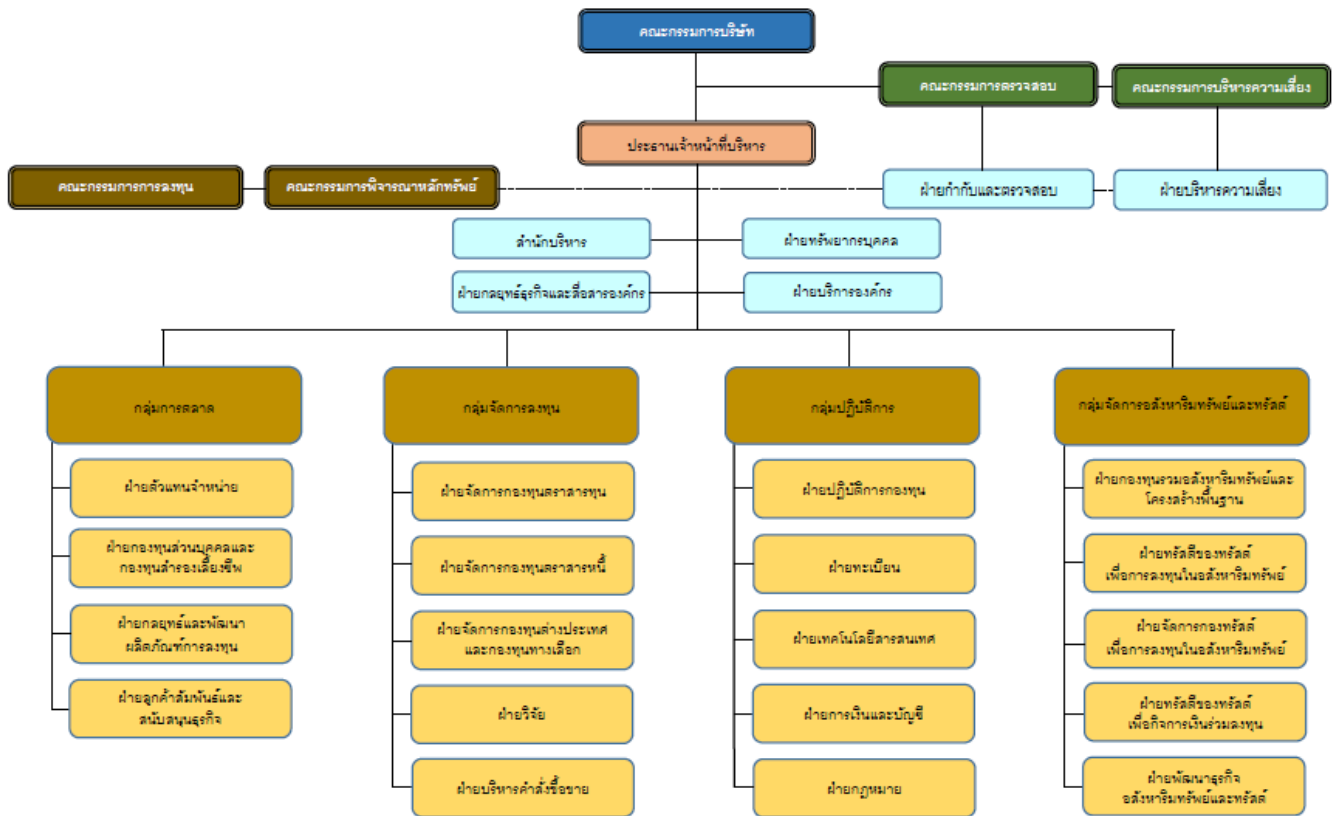 คณะกรรมการบริษัท
คณะกรรมการตรวจสอบ
คณะกรรมการบริหารความเสี่ยง
ประธานเจ้าหน้าที่บริหาร
คณะกรรมการการลงทุน
คณะกรรมการพิจารณาหลักทรัพย์
ฝ่ายกำกับและตรวจสอบ
ฝ่ายบริหารความเสี่ยง
สำนักบริหาร
ฝ่ายทรัพยากรบุคคล
ฝ่ายกลยุทธ์ธุรกิจและสื่อสารองค์กร
ฝ่ายบริการองค์กร
กลุ่มการตลาด
ฝ่ายตัวแทนจำหน่าย
ฝ่ายกองทุนส่วนบุคคลและ
กองทุนสำรองเลี้ยงชีพ
ฝ่ายกลยุทธ์และพัฒนา
ผลิตภัณฑ์การลงทุน
ฝ่ายลูกค้าสัมพันธ์และ
สนับสนุนธุรกิจ
กลุ่มจัดการลงทุน
ฝ่ายจัดการกองทุนตราสารทุน
ฝ่ายจัดการกองทุนตราสารหนี้
ฝ่ายจัดการกองทุนต่างประเทศ
และกองทุนทางเลือก
ฝ่ายวิจัย
ฝ่ายบริหารคำสั่งซื้อขาย
กลุ่มปฏิบัติการ
ฝ่ายปฏิบัติการกองทุน
ฝ่ายทะเบียน
ฝ่ายเทคโนโลยีสารสนเทศ
ฝ่ายการเงินและบัญชี
ฝ่ายกฎหมาย
กลุ่มจัดการอสังหาริมทรัพย์และทรัสต์
ฝ่ายกองทุนรวมอสังหาริมทรัพย์และ
โครงสร้างพื้นฐาน
ฝ่ายทรัสตีของทรัสต์
เพื่อการลงทุนในอสังหาริมทรัพย์
ฝ่ายจัดการกองทรัสต์
เพื่อการลงทุนในอสังหาริมทรัพย์
ฝ่ายทรัสตีของทรัสต์
เพื่อกิจการเงินร่วมลงทุน
ฝ่ายพัฒนาธุรกิจ
อสังหาริมทรัพย์และทรัสต์